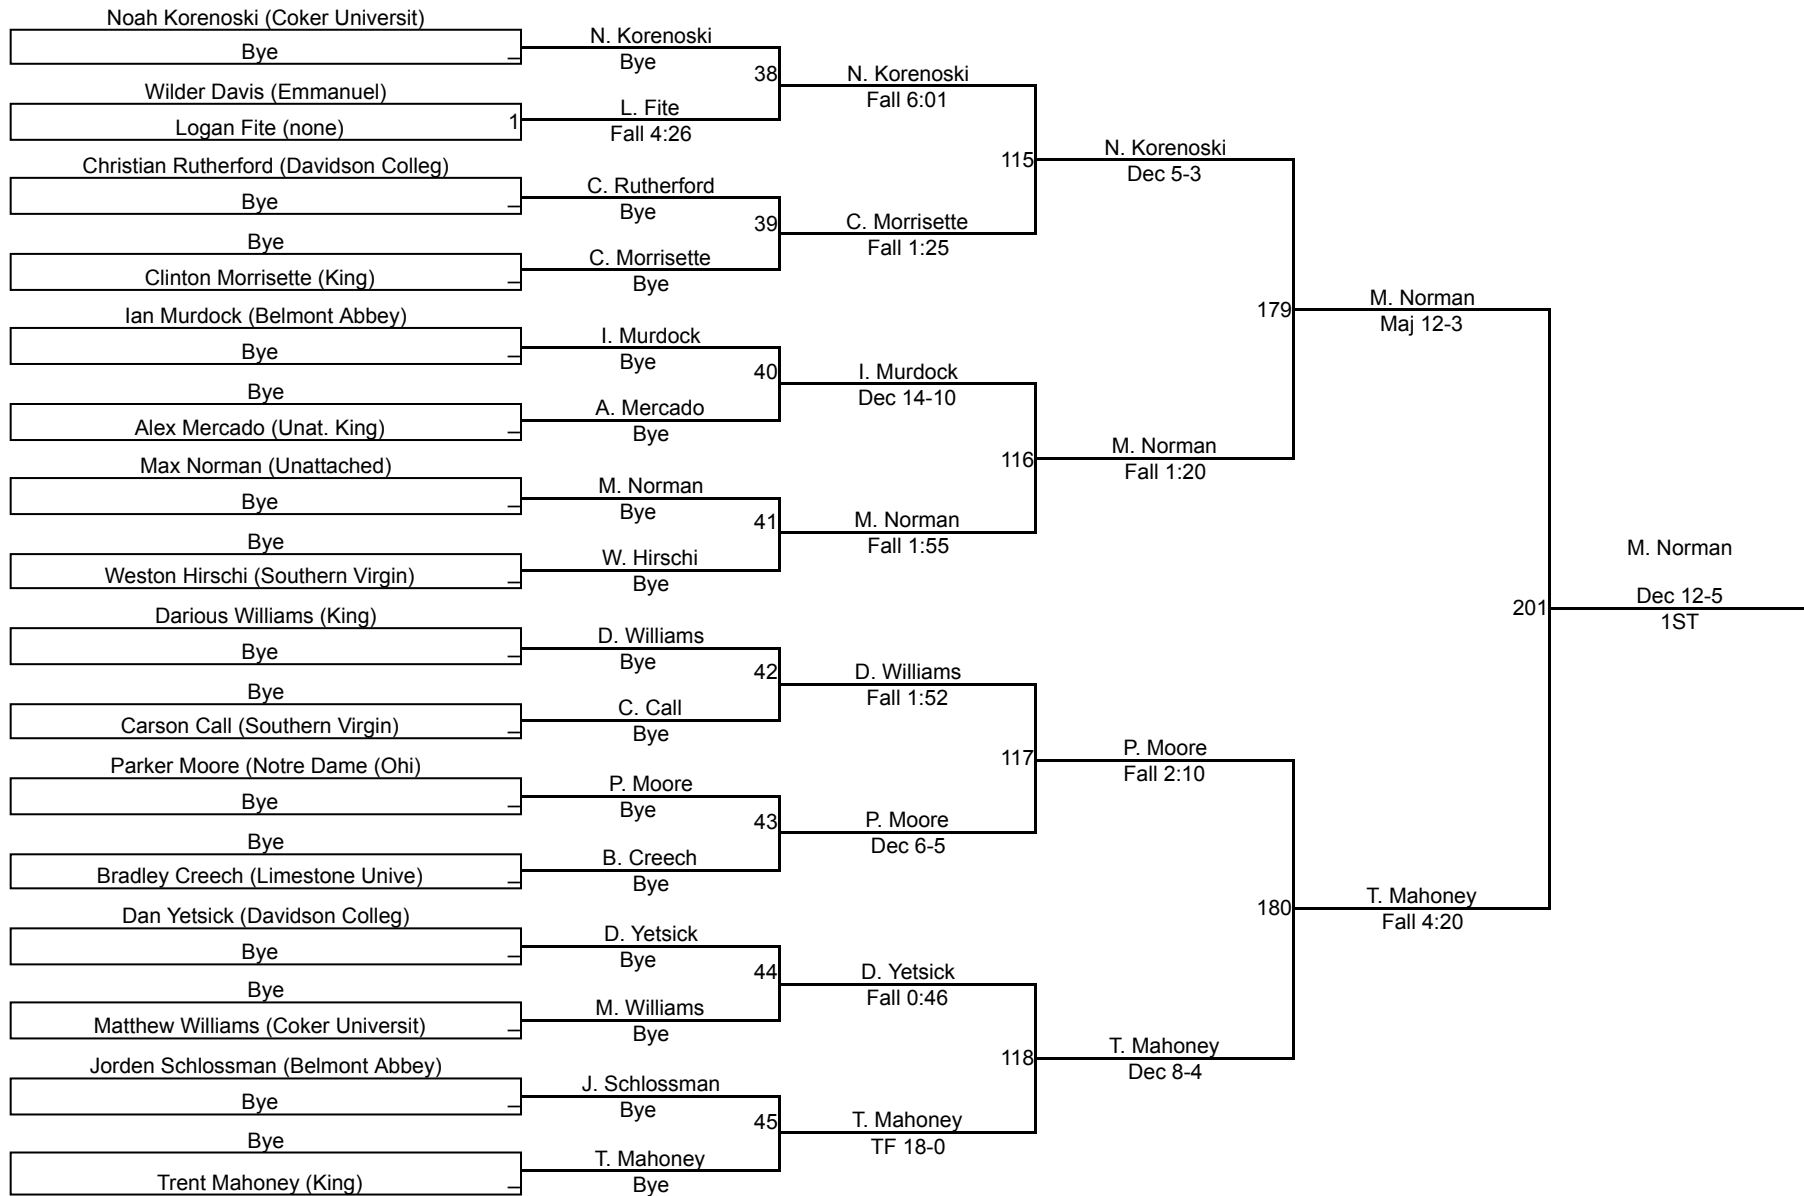 Noah Korenoski (Coker Universit)
Bye
_
Wilder Davis (Emmanuel)
Logan Fite (none)
1
Christian Rutherford (Davidson Colleg)
Bye
_
Bye
Clinton Morrisette (King)
_
Ian Murdock (Belmont Abbey)
Bye
_
Bye
Alex Mercado (Unat. King)
_
Max Norman (Unattached)
Bye
_
Bye
Weston Hirschi (Southern Virgin)
_
Darious Williams (King)
Bye
_
Bye
Carson Call (Southern Virgin)
_
Parker Moore (Notre Dame (Ohi)
Bye
_
Bye
Bradley Creech (Limestone Unive)
_
Dan Yetsick (Davidson Colleg)
Bye
_
Bye
Matthew Williams (Coker Universit)
_
Jorden Schlossman (Belmont Abbey)
Bye
_
Bye
Trent Mahoney (King)
_
N. Korenoski
Bye
38
L. Fite
Fall 4:26
C. Rutherford
Bye
39
C. Morrisette
Bye
I. Murdock
Bye
40
A. Mercado
Bye
M. Norman
Bye
41
W. Hirschi
Bye
D. Williams
Bye
42
C. Call
Bye
P. Moore
Bye
43
B. Creech
Bye
D. Yetsick
Bye
44
M. Williams
Bye
J. Schlossman
Bye
45
T. Mahoney
Bye
N. Korenoski
Fall 6:01
115
C. Morrisette
Fall 1:25
I. Murdock
Dec 14-10
116
M. Norman
Fall 1:55
D. Williams
Fall 1:52
117
P. Moore
Dec 6-5
D. Yetsick
Fall 0:46
118
T. Mahoney
TF 18-0
N. Korenoski
Dec 5-3
179
M. Norman
Fall 1:20
P. Moore
Fall 2:10
180
T. Mahoney
Dec 8-4
M. Norman
Maj 12-3
201
T. Mahoney
Fall 4:20
M. Norman
Dec 12-5
1ST